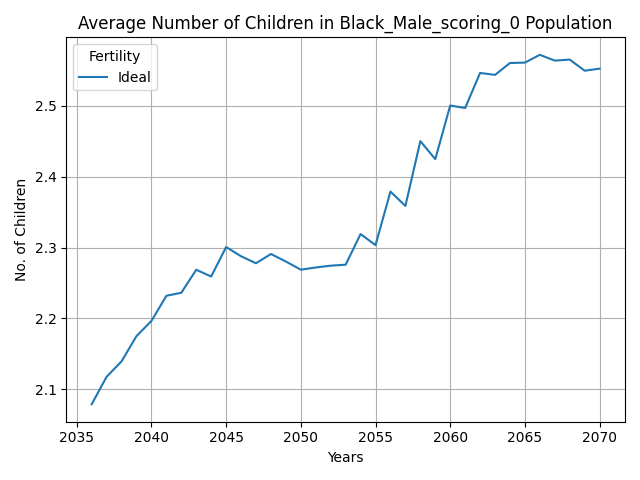 Average Number of Children in Black_Male_scoring_0 Population
Fertility
Ideal
No. of Children
2.5
2.4
2.3
2.2
2.1
2035 2040 2045 2050 2055 2060 2065 2070
Years